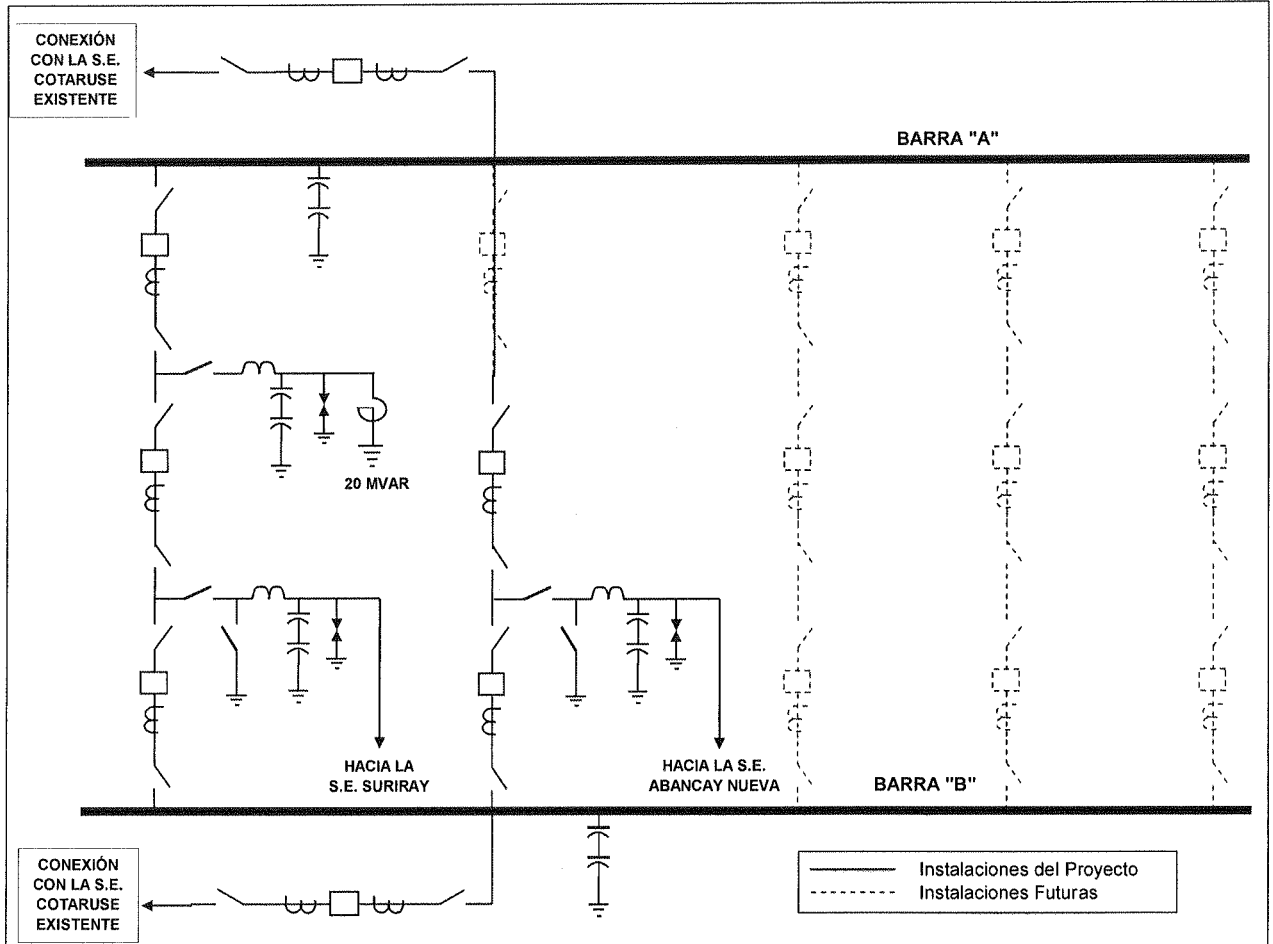 CONEXIÓN
CON LA S.E.
COTARUSE
EXISTENTE
BARRA "A"
20 MVAR
HACIA LA
S.E. SURIRAY
HACIA LA S.E.
ABANCAY NUEVA
BARRA "B"
CONEXIÓN
CON LA S.E.
COTARUSE
EXISTENTE
Instalaciones del Proyecto
Instalaciones Futuras